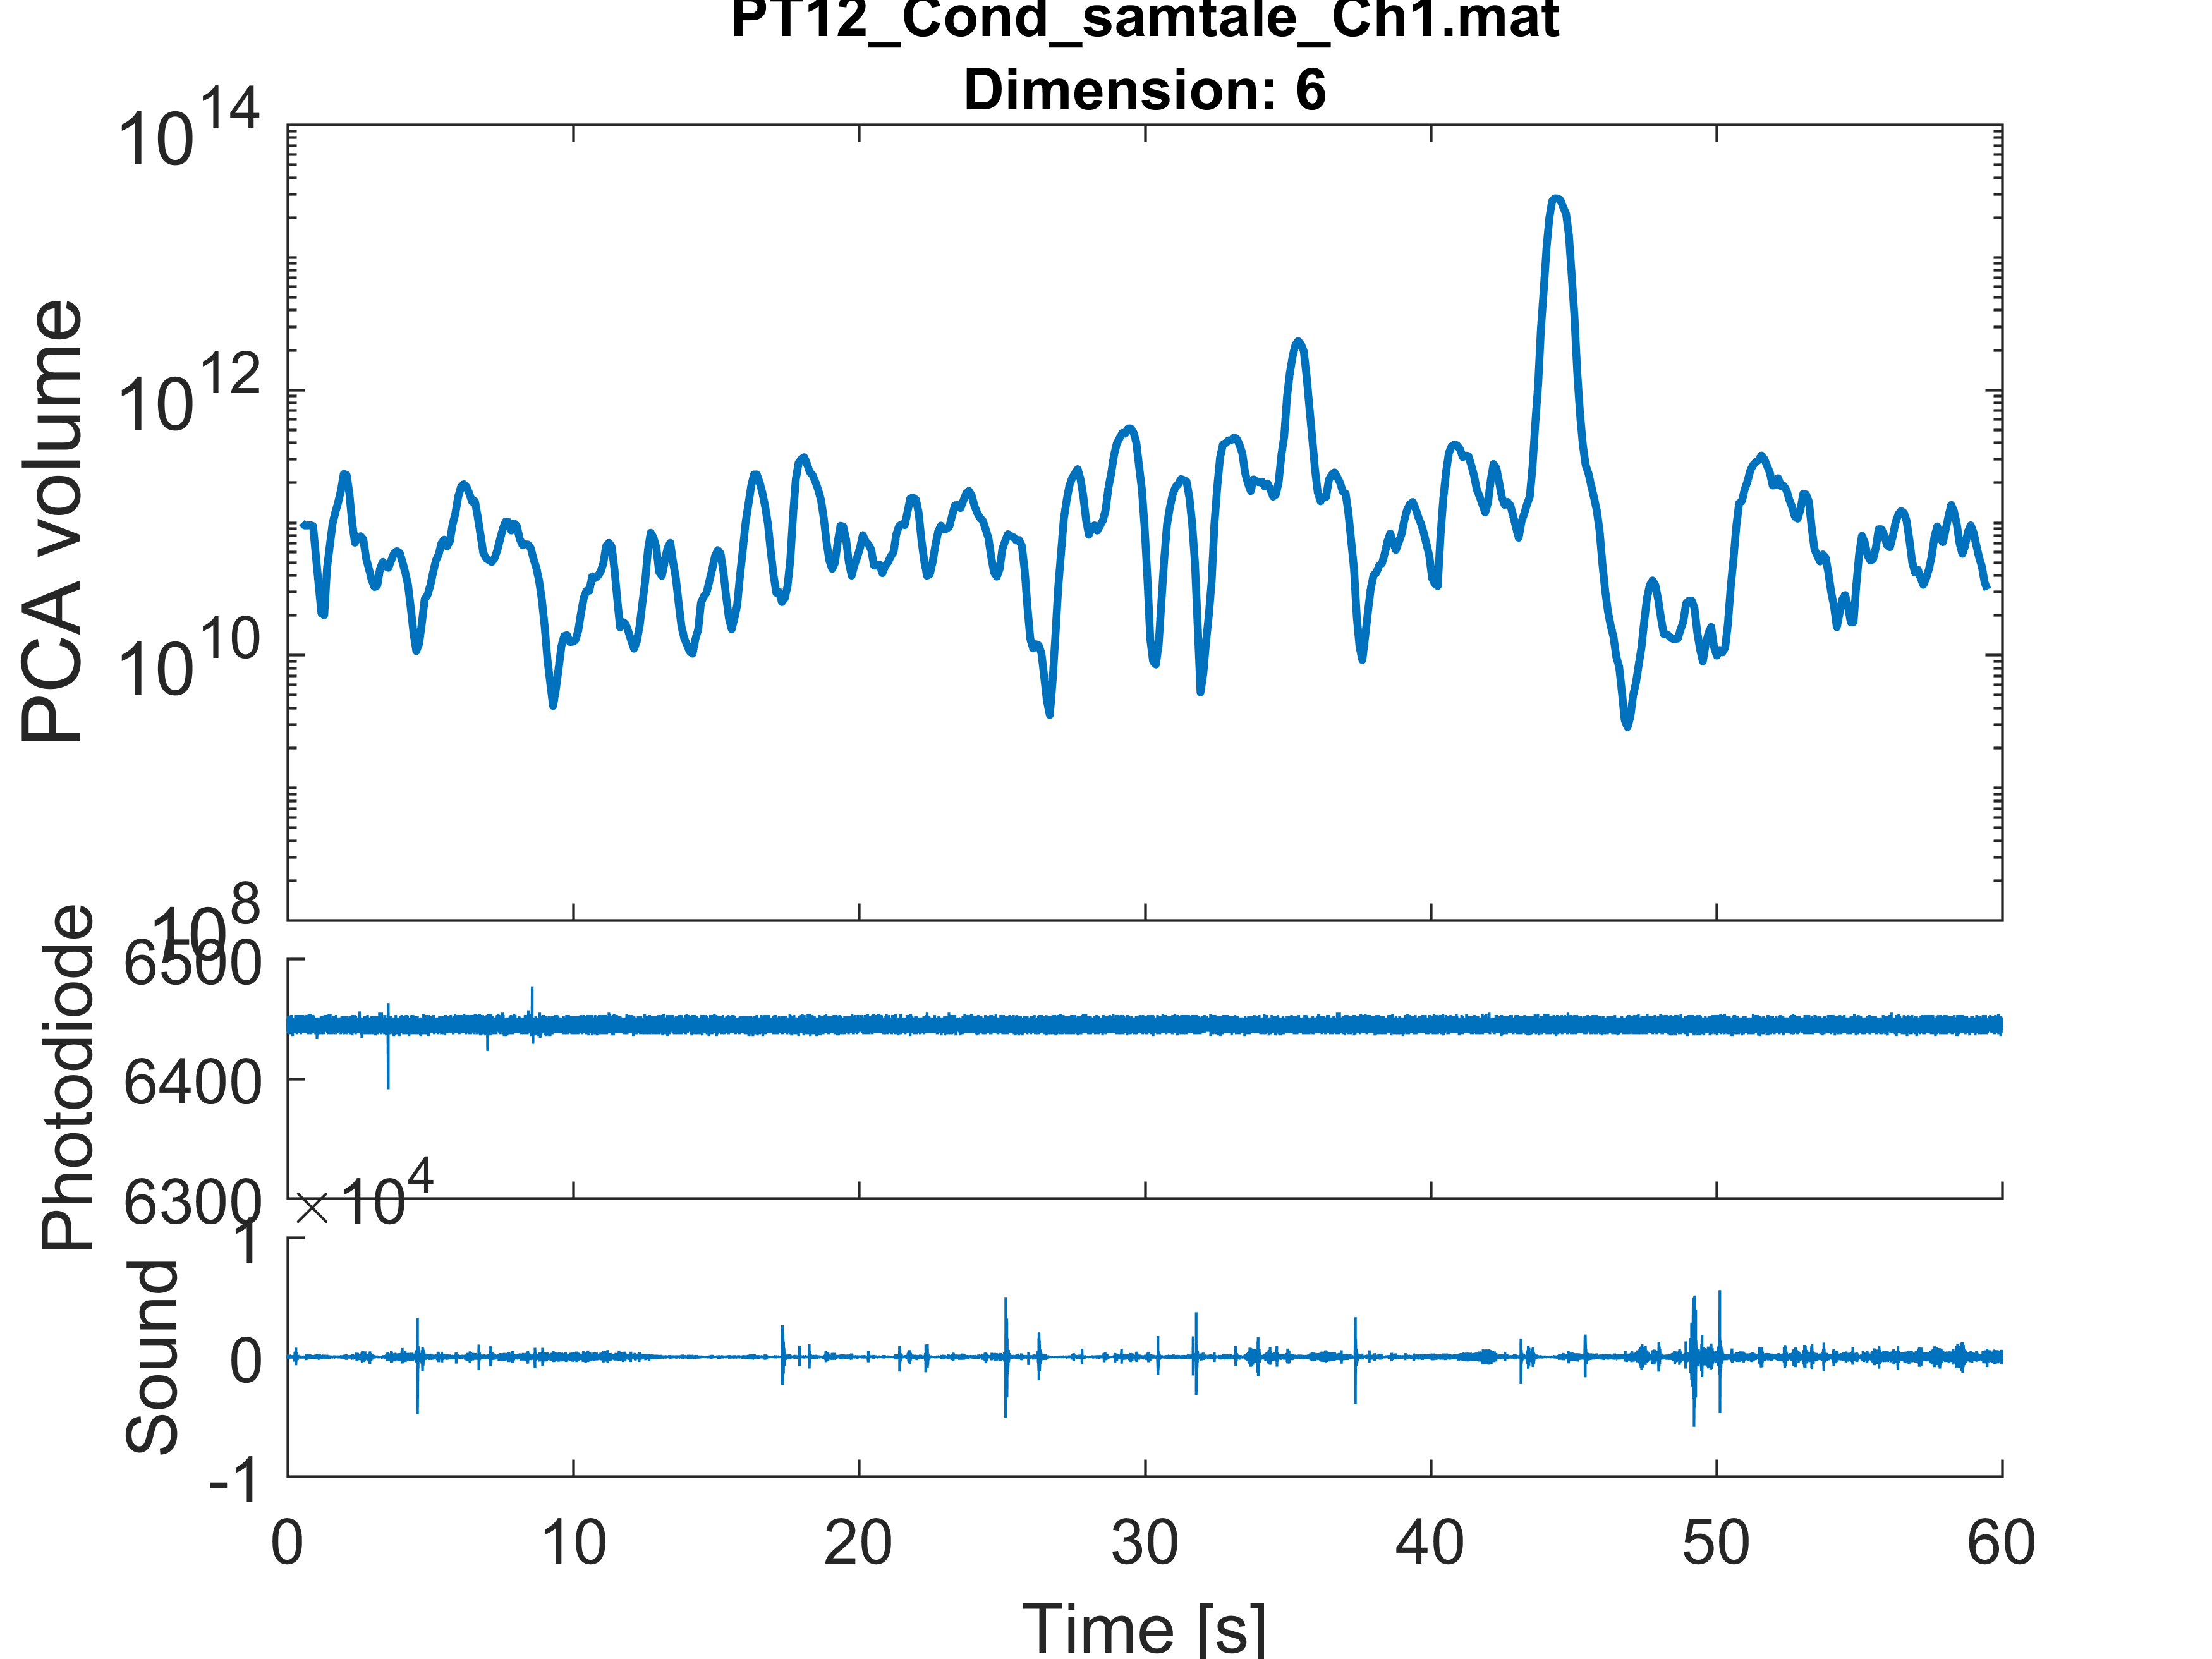 PT12_Cond_samtale_Ch1.mat
Dimension: 6
PCA volume
10^14
10^12
10^10
10^8
Photodiode
6500
6400
6300
×10^4
Sound
1
0
-1
0 10 20 30 40 50 60
Time [s]